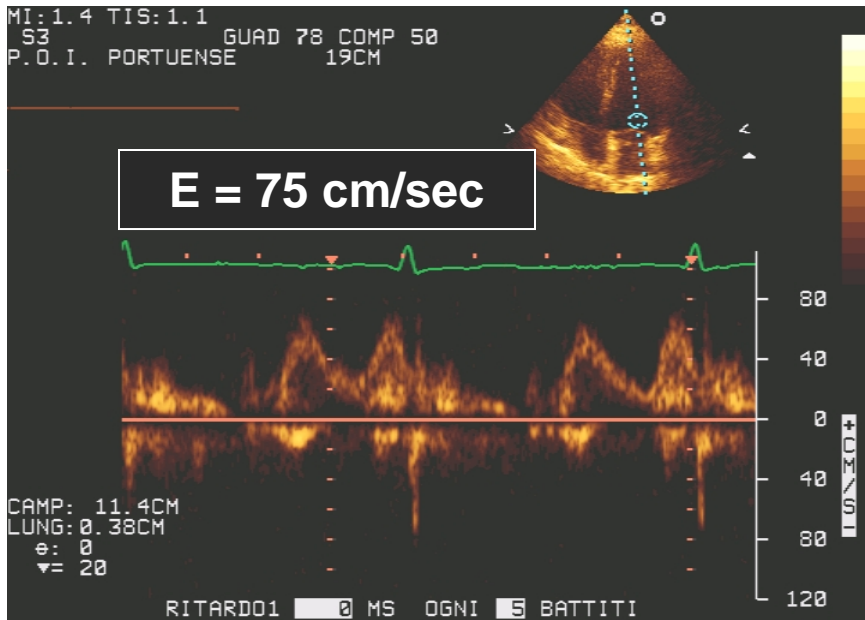 MI:1.4 TIS:1.1
S3 GUAD 78 COMP 50
P.O.I. PORTUENSE 19CM
E = 75 cm/sec
80
40
0
40
80
120
+CM/S-
CAMP: 11.4CM
LUNG:0.38CM
θ: 0
▼= 20
RITARDO1 0 MS OGNI 5 BATTITI